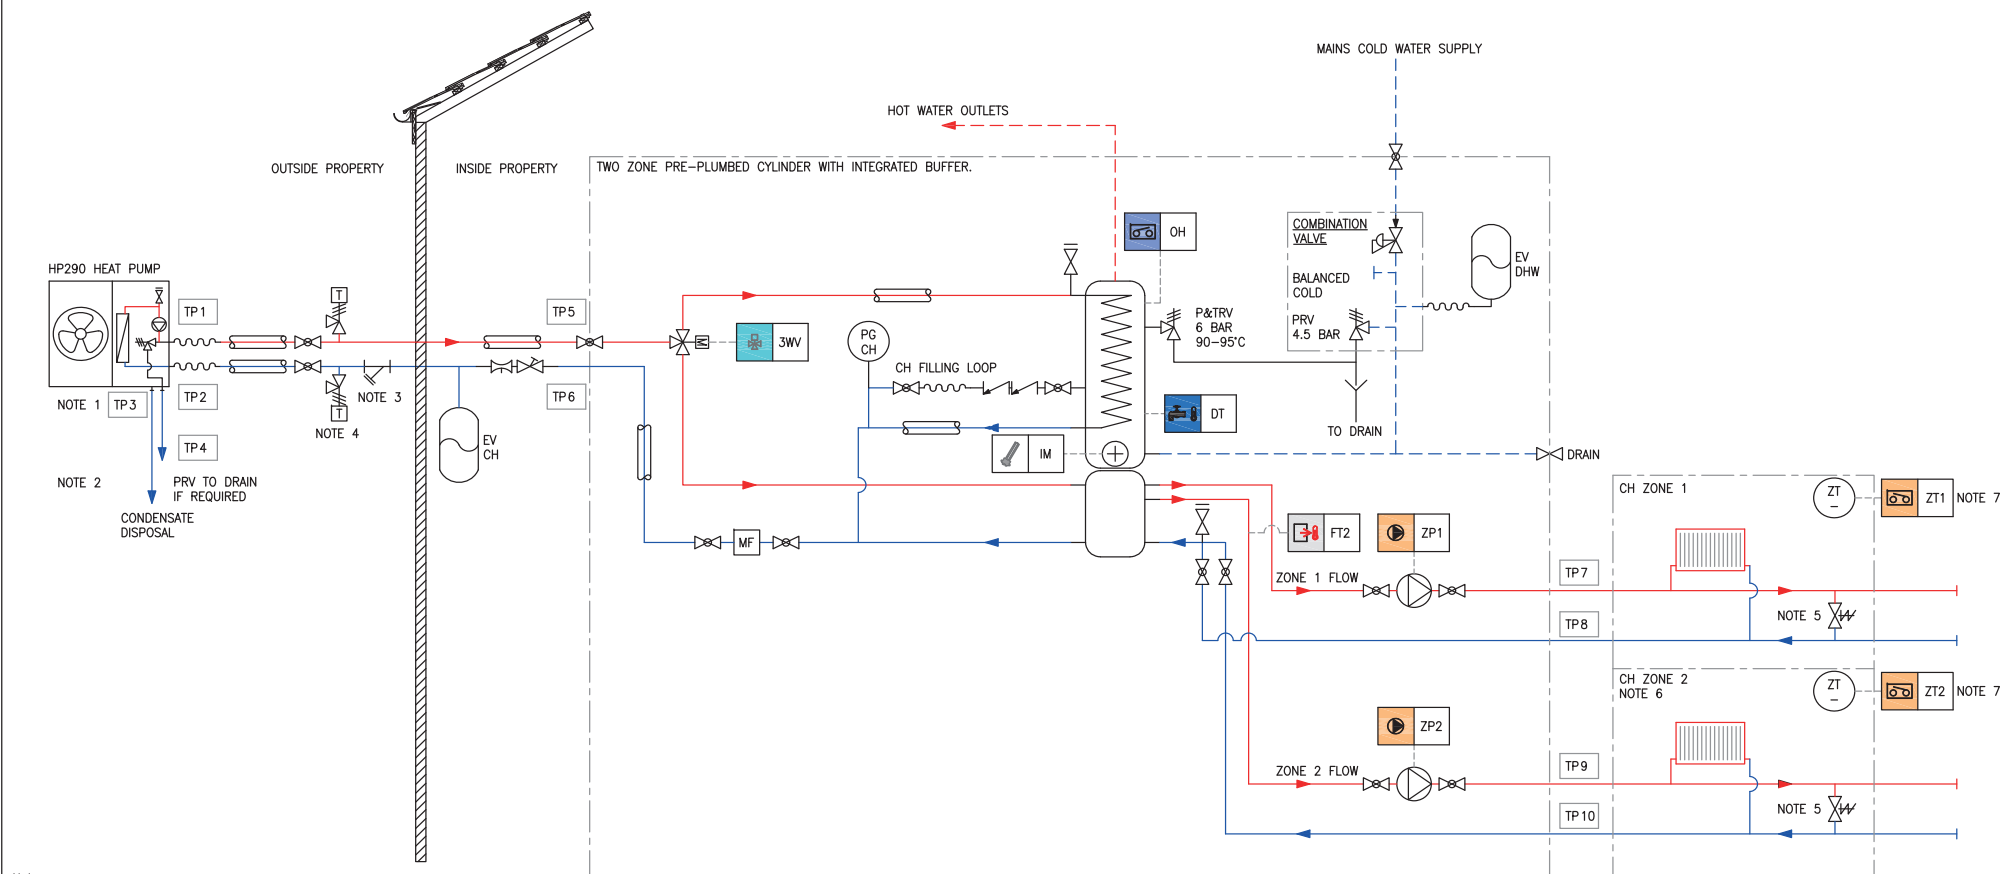 MAINS COLD WATER SUPPLY
HOT WATER OUTLETS
OUTSIDE PROPERTY
INSIDE PROPERTY
TWO ZONE PRE-PLUMBED CYLINDER WITH INTEGRATED BUFFER.
COMBINATION
VALVE
BALANCED
COLD
PRV
4.5 BAR
EV
DHW
OH
HP290 HEAT PUMP
TP1
T
TP5
M
3WV
PG
CH
P&TRV
6 BAR
90-95°C
CH FILLING LOOP
NOTE 1
TP3
TP2
NOTE 3
TP6
T
NOTE 4
TP4
EV
CH
DT
TO DRAIN
IM
DRAIN
NOTE 2
PRV TO DRAIN
IF REQUIRED
CONDENSATE
DISPOSAL
MF
FT2
ZP1
CH ZONE 1
ZT
–
ZT1
NOTE 7
ZONE 1 FLOW
TP7
TP8
NOTE 5
CH ZONE 2
NOTE 6
ZT
–
ZT2
NOTE 7
ZP2
ZONE 2 FLOW
TP9
TP10
NOTE 5